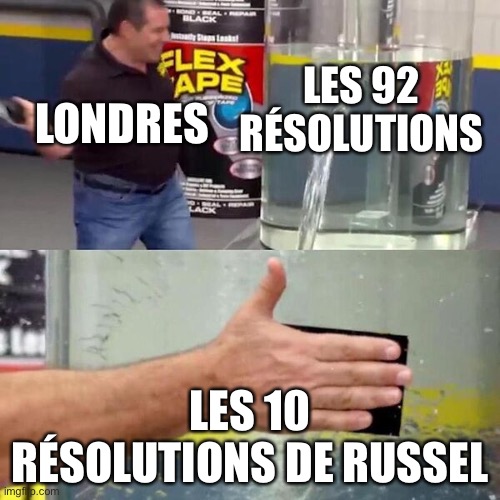 BOND • SEAL • REPAIR
BLACK
Instantly Stops Leaks!
FLEX
TAPE
LES 92
RÉSOLUTIONS
LONDRES
BLACK
LES 10
RÉSOLUTIONS DE RUSSEL
imgflip.com